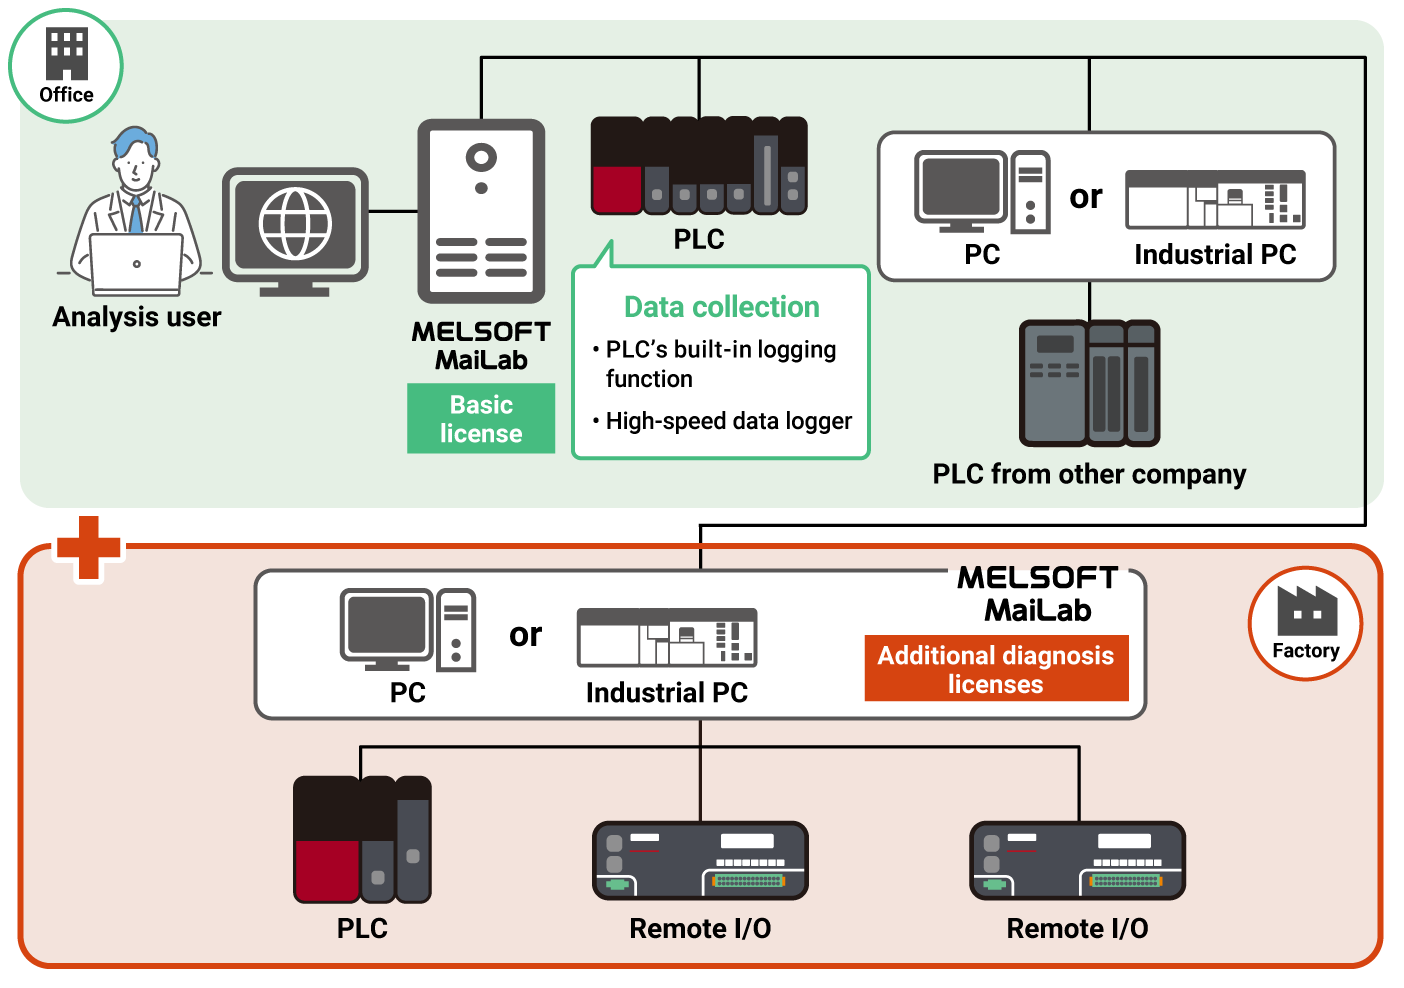 Office
Analysis user
MELSOFT
MaiLab
Basic
license
PLC
Data collection
• PLC's built-in logging
function
• High-speed data logger
PC
or
Industrial PC
PLC from other company
MELSOFT
MaiLab
Additional diagnosis
licenses
PC
or
Industrial PC
Factory
PLC
Remote I/O
Remote I/O